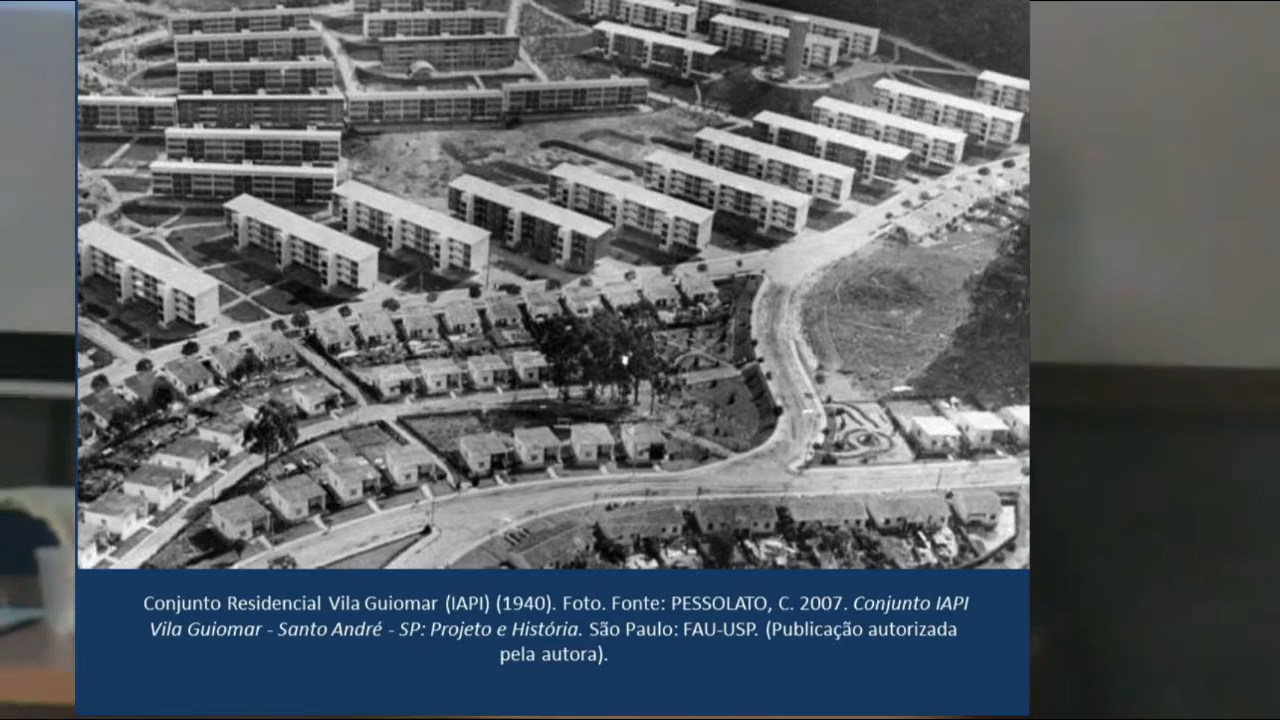 Conjunto Residencial Vila Guiomar (IAPI) (1940). Foto. Fonte: PESSOLATO, C. 2007. Conjunto IAPI
Vila Guiomar - Santo André - SP: Projeto e História. São Paulo: FAU-USP. (Publicação autorizada
pela autora).